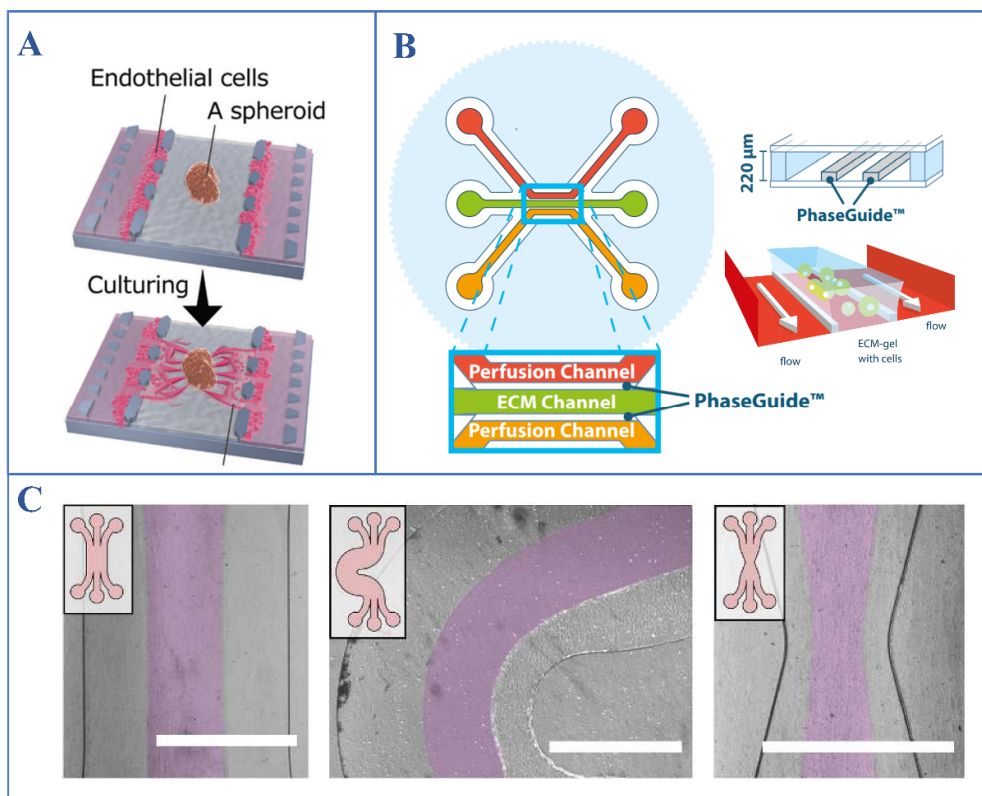 A
Endothelial cells
A spheroid
Culturing
B
220 µm
PhaseGuide™
flow
ECM-gel
with cells
flow
Perfusion Channel
ECM Channel
Perfusion Channel
PhaseGuide™
C